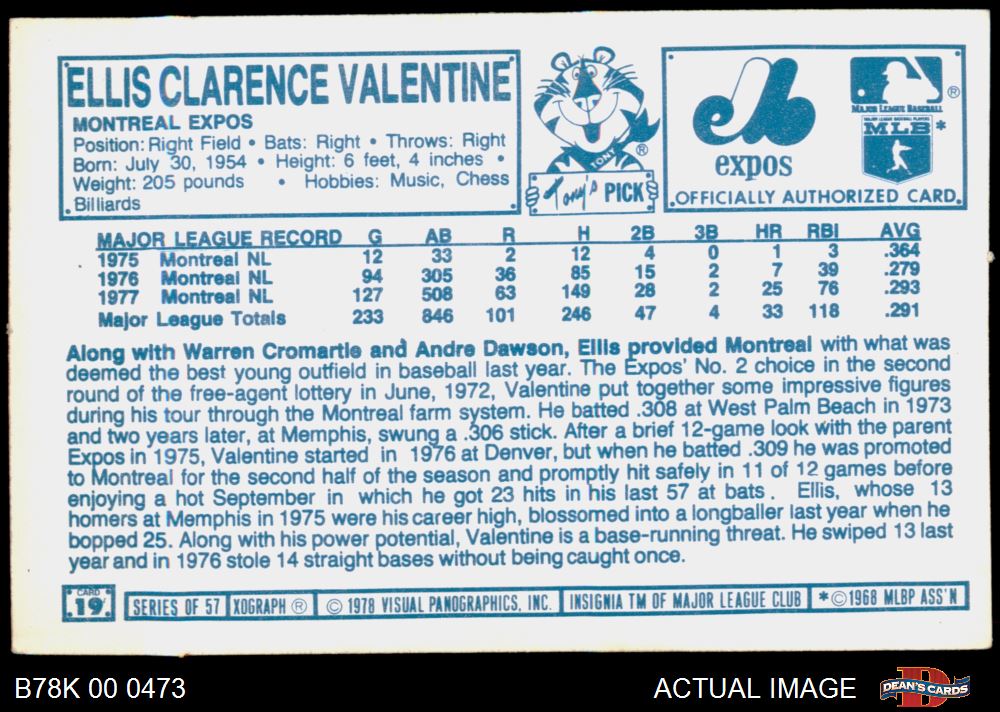 ELLIS CLARENCE VALENTINE
MONTREAL EXPOS
Position: Right Field • Bats: Right • Throws: Right
Born: July 30, 1954 • Height: 6 feet, 4 inches •
Weight: 205 pounds • Hobbies: Music, Chess
Billiards
TONY ®
Tony's PICK
expos
MAJOR LEAGUE BASEBALL ®
MAJOR LEAGUE BASEBALL PLAYERS
MLB *
OFFICIALLY AUTHORIZED CARD.
MAJOR LEAGUE RECORD G AB R H 2B 3B HR RBI AVG
1975 Montreal NL 12 33 2 12 4 0 1 3 .364
1976 Montreal NL 94 305 36 85 15 2 7 39 .279
1977 Montreal NL 127 508 63 149 28 2 25 76 .293
Major League Totals 233 846 101 246 47 4 33 118 .291
Along with Warren Cromartie and Andre Dawson, Ellis provided Montreal with what was
deemed the best young outfield in baseball last year. The Expos' No. 2 choice in the second
round of the free-agent lottery in June, 1972, Valentine put together some impressive figures
during his tour through the Montreal farm system. He batted .308 at West Palm Beach in 1973
and two years later, at Memphis, swung a .306 stick. After a brief 12-game look with the parent
Expos in 1975, Valentine started in 1976 at Denver, but when he batted .309 he was promoted
to Montreal for the second half of the season and promptly hit safely in 11 of 12 games before
enjoying a hot September in which he got 23 hits in his last 57 at bats. Ellis, whose 13
homers at Memphis in 1975 were his career high, blossomed into a longballer last year when he
bopped 25. Along with his power potential, Valentine is a base-running threat. He swiped 13 last
year and in 1976 stole 14 straight bases without being caught once.
CARD
19
SERIES OF 57 XOGRAPH ® © 1978 VISUAL PANOGRAPHICS, INC. INSIGNIA TM OF MAJOR LEAGUE CLUB *©1968 MLBP ASS'N
B78K 00 0473
ACTUAL IMAGE
DEAN'S CARDS